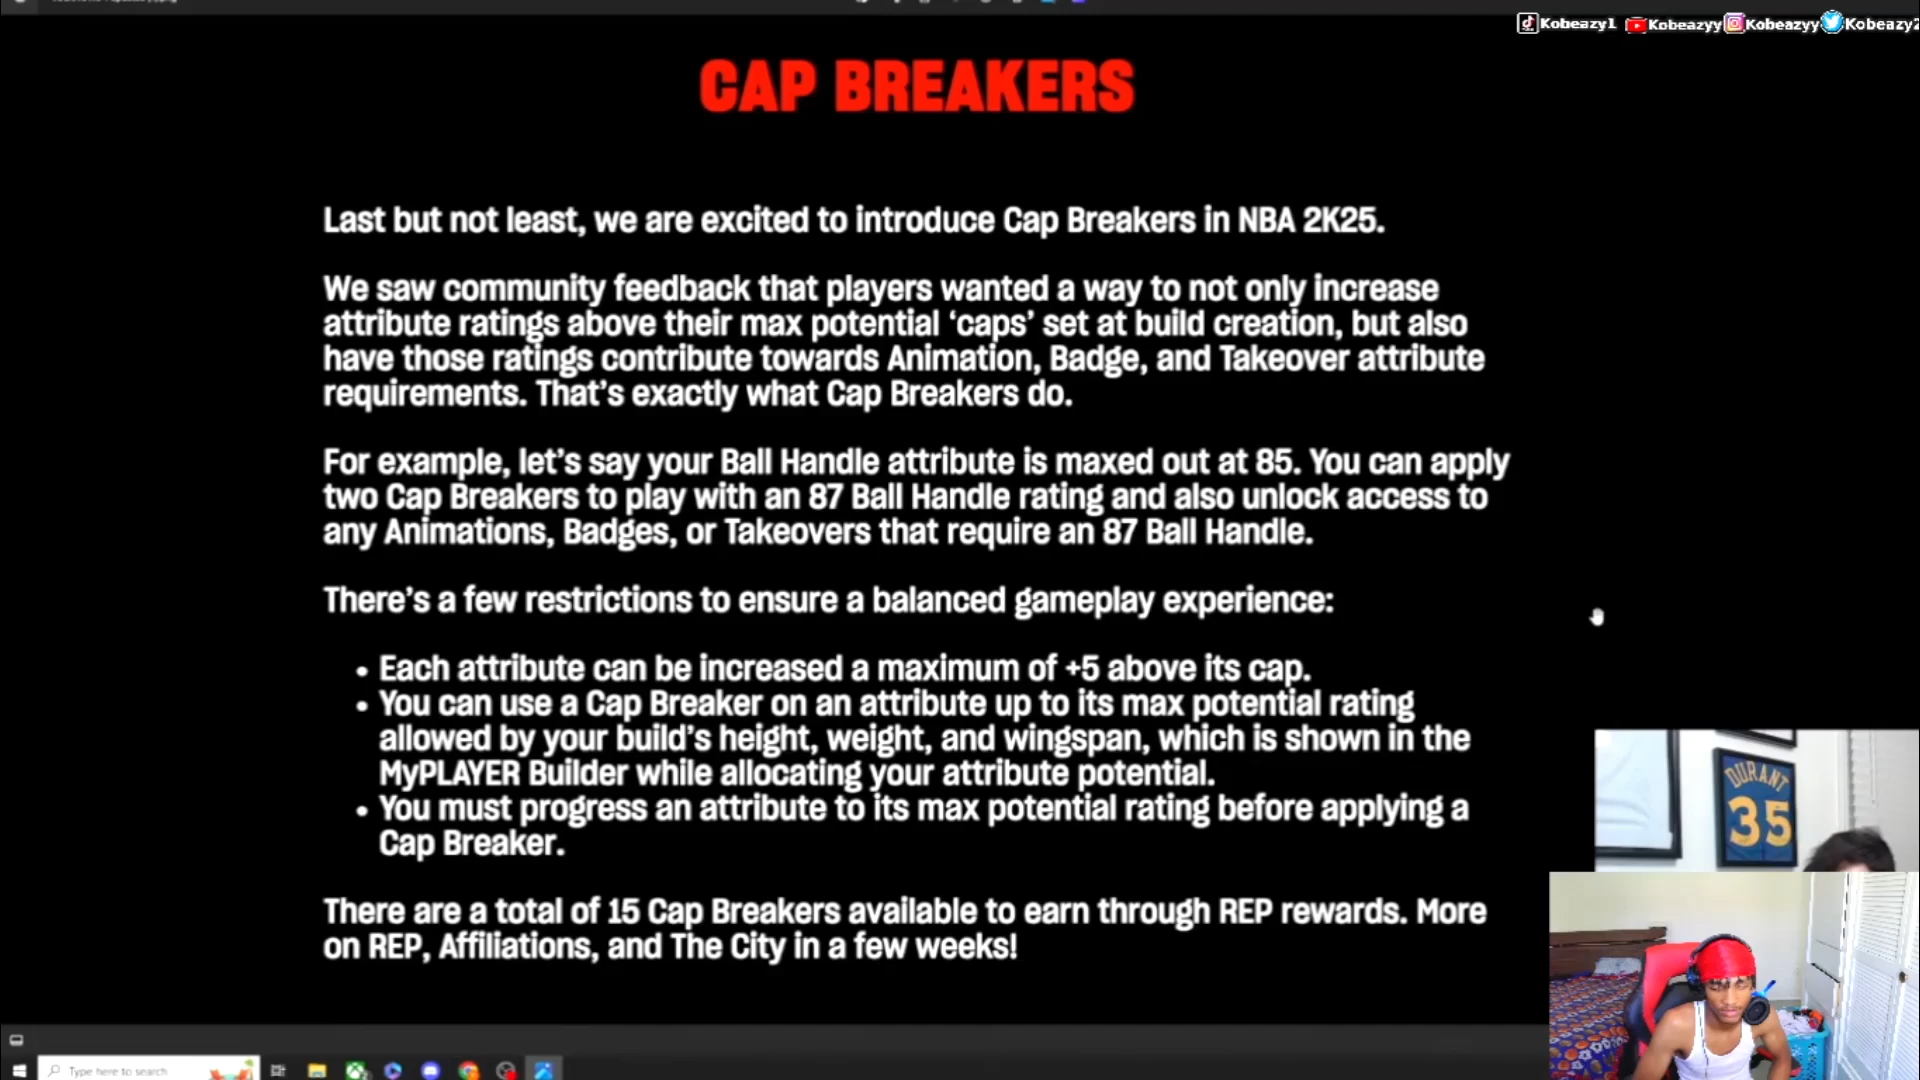 Kobeazy1 Kobeazyy Kobeazyy Kobeazy2
CAP BREAKERS
Last but not least, we are excited to introduce Cap Breakers in NBA 2K25.
We saw community feedback that players wanted a way to not only increase
attribute ratings above their max potential ‘caps’ set at build creation, but also
have those ratings contribute towards Animation, Badge, and Takeover attribute
requirements. That’s exactly what Cap Breakers do.
For example, let’s say your Ball Handle attribute is maxed out at 85. You can apply
two Cap Breakers to play with an 87 Ball Handle rating and also unlock access to
any Animations, Badges, or Takeovers that require an 87 Ball Handle.
There’s a few restrictions to ensure a balanced gameplay experience:
• Each attribute can be increased a maximum of +5 above its cap.
• You can use a Cap Breaker on an attribute up to its max potential rating
allowed by your build’s height, weight, and wingspan, which is shown in the
MyPLAYER Builder while allocating your attribute potential.
• You must progress an attribute to its max potential rating before applying a
Cap Breaker.
There are a total of 15 Cap Breakers available to earn through REP rewards. More
on REP, Affiliations, and The City in a few weeks!
DURANT
35
Type here to search